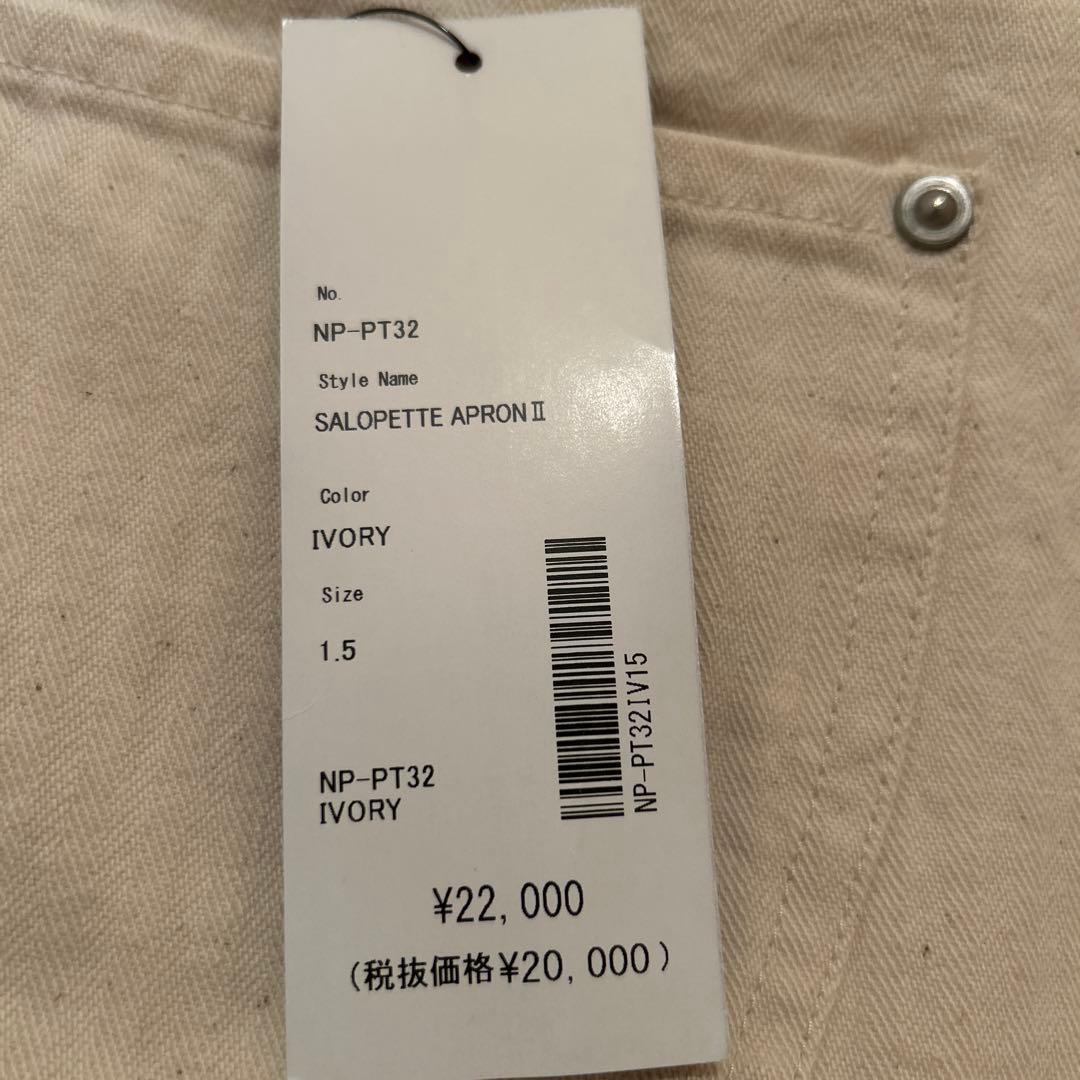 No.
NP-PT32
Style Name
SALOPETTE APRONⅡ
Color
IVORY
Size
1.5
NP-PT32IV15
NP-PT32
IVORY
¥22,000
(税抜価格¥20,000)